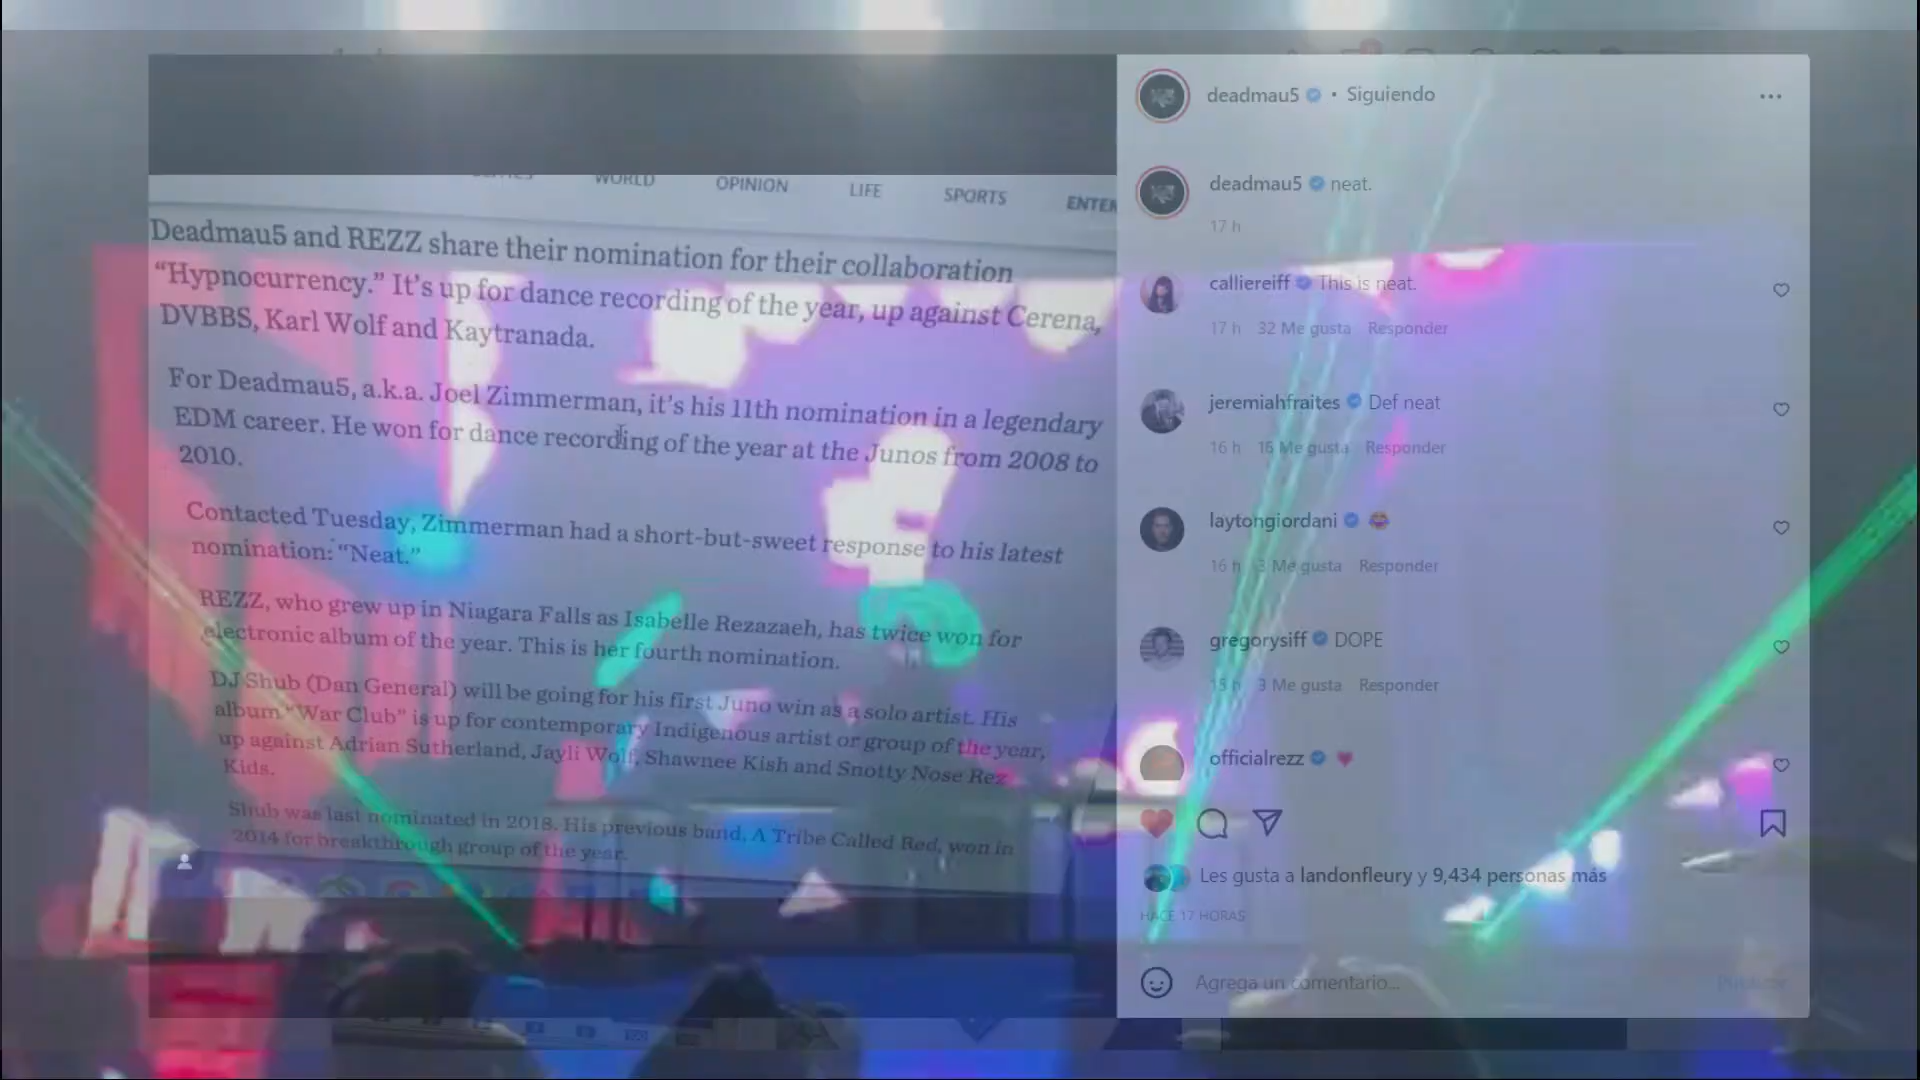 WORLD OPINION LIFE SPORTS ENTER
Deadmau5 and REZZ share their nomination for their collaboration
“Hypnocurrency.” It’s up for dance recording of the year, up against Cerena,
DVBBS, Karl Wolf and Kaytranada.
For Deadmau5, a.k.a. Joel Zimmerman, it’s his 11th nomination in a legendary
EDM career. He won for dance recording of the year at the Junos from 2008 to
2010.
Contacted Tuesday, Zimmerman had a short-but-sweet response to his latest
nomination: “Neat.”
REZZ, who grew up in Niagara Falls as Isabelle Rezazaeh, has twice won for
electronic album of the year. This is her fourth nomination.
DJ Shub (Dan General) will be going for his first Juno win as a solo artist. His
album “War Club” is up for contemporary Indigenous artist or group of the year,
up against Adrian Sutherland, Jayli Wolf, Shawnee Kish and Snotty Nose Rez
Kids.
Shub was last nominated in 2018. His previous band, A Tribe Called Red, won in
2014 for breakthrough group of the year.
deadmau5 • Siguiendo
deadmau5 neat.
17 h
calliereiff This is neat.
17 h 32 Me gusta Responder
jeremiahfraites Def neat
16 h 15 Me gusta Responder
laytongiordani 😂
16 h 3 Me gusta Responder
gregorysiff DOPE
15 h 3 Me gusta Responder
officialrezz ♥
Les gusta a landonfleury y 9,434 personas más
HACE 17 HORAS
Agrega un comentario...
Publicar